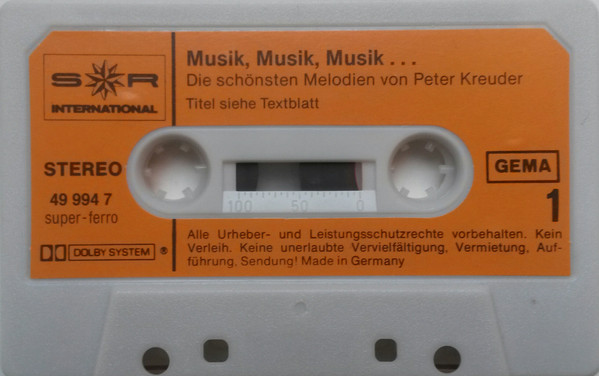 Musik, Musik, Musik...
Die schönsten Melodien von Peter Kreuder
Titel siehe Textblatt
S R
INTERNATIONAL
STEREO
49 994 7
super-ferro
DOLBY SYSTEM ®
100 50 0
GEMA
1
Alle Urheber- und Leistungsschutzrechte vorbehalten. Kein
Verleih. Keine unerlaubte Vervielfältigung, Vermietung, Auf-
führung, Sendung! Made in Germany